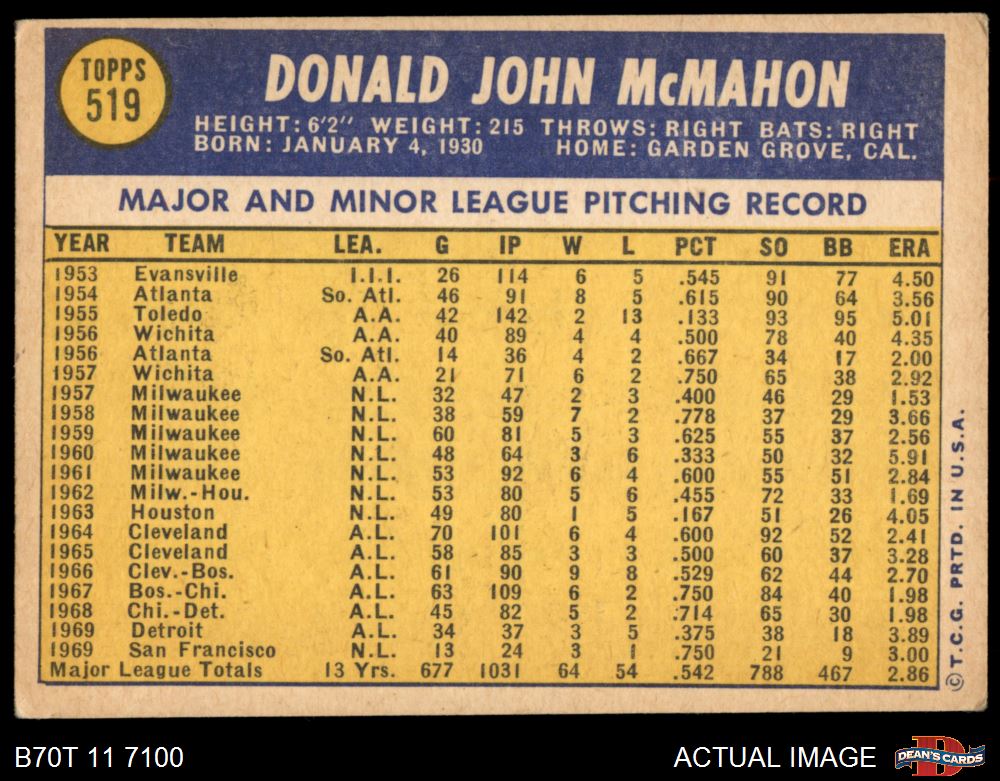 TOPPS
519
DONALD JOHN McMAHON
HEIGHT: 6'2" WEIGHT: 215 THROWS: RIGHT BATS: RIGHT
BORN: JANUARY 4, 1930 HOME: GARDEN GROVE, CAL.
MAJOR AND MINOR LEAGUE PITCHING RECORD
YEAR TEAM LEA. G IP W L PCT SO BB ERA
1953 Evansville I.I.I. 26 114 6 5 .545 91 77 4.50
1954 Atlanta So. Atl. 46 91 8 5 .615 90 64 3.56
1955 Toledo A.A. 42 142 2 13 .133 93 95 5.01
1956 Wichita A.A. 40 89 4 4 .500 78 40 4.35
1956 Atlanta So. Atl. 14 36 4 2 .667 34 17 2.00
1957 Wichita A.A. 21 71 6 2 .750 65 38 2.92
1957 Milwaukee N.L. 32 47 2 3 .400 46 29 1.53
1958 Milwaukee N.L. 38 59 7 2 .778 37 29 3.66
1959 Milwaukee N.L. 60 81 5 3 .625 55 37 2.56
1960 Milwaukee N.L. 48 64 3 6 .333 50 32 5.91
1961 Milwaukee N.L. 53 92 6 4 .600 55 51 2.84
1962 Milw.-Hou. N.L. 53 80 5 6 .455 72 33 1.69
1963 Houston N.L. 49 80 1 5 .167 51 26 4.05
1964 Cleveland A.L. 70 101 6 4 .600 92 52 2.41
1965 Cleveland A.L. 58 85 3 3 .500 60 37 3.28
1966 Clev.-Bos. A.L. 61 90 9 8 .529 62 44 2.70
1967 Bos.-Chi. A.L. 63 109 6 2 .750 84 40 1.98
1968 Chi.-Det. A.L. 45 82 5 2 .714 65 30 1.98
1969 Detroit A.L. 34 37 3 5 .375 38 18 3.89
1969 San Francisco N.L. 13 24 3 1 .750 21 9 3.00
Major League Totals 13 Yrs. 677 1031 64 54 .542 788 467 2.86
©T.C.G. PRTD. IN U.S.A.
B70T 11 7100
ACTUAL IMAGE
D
DEAN'S CARDS